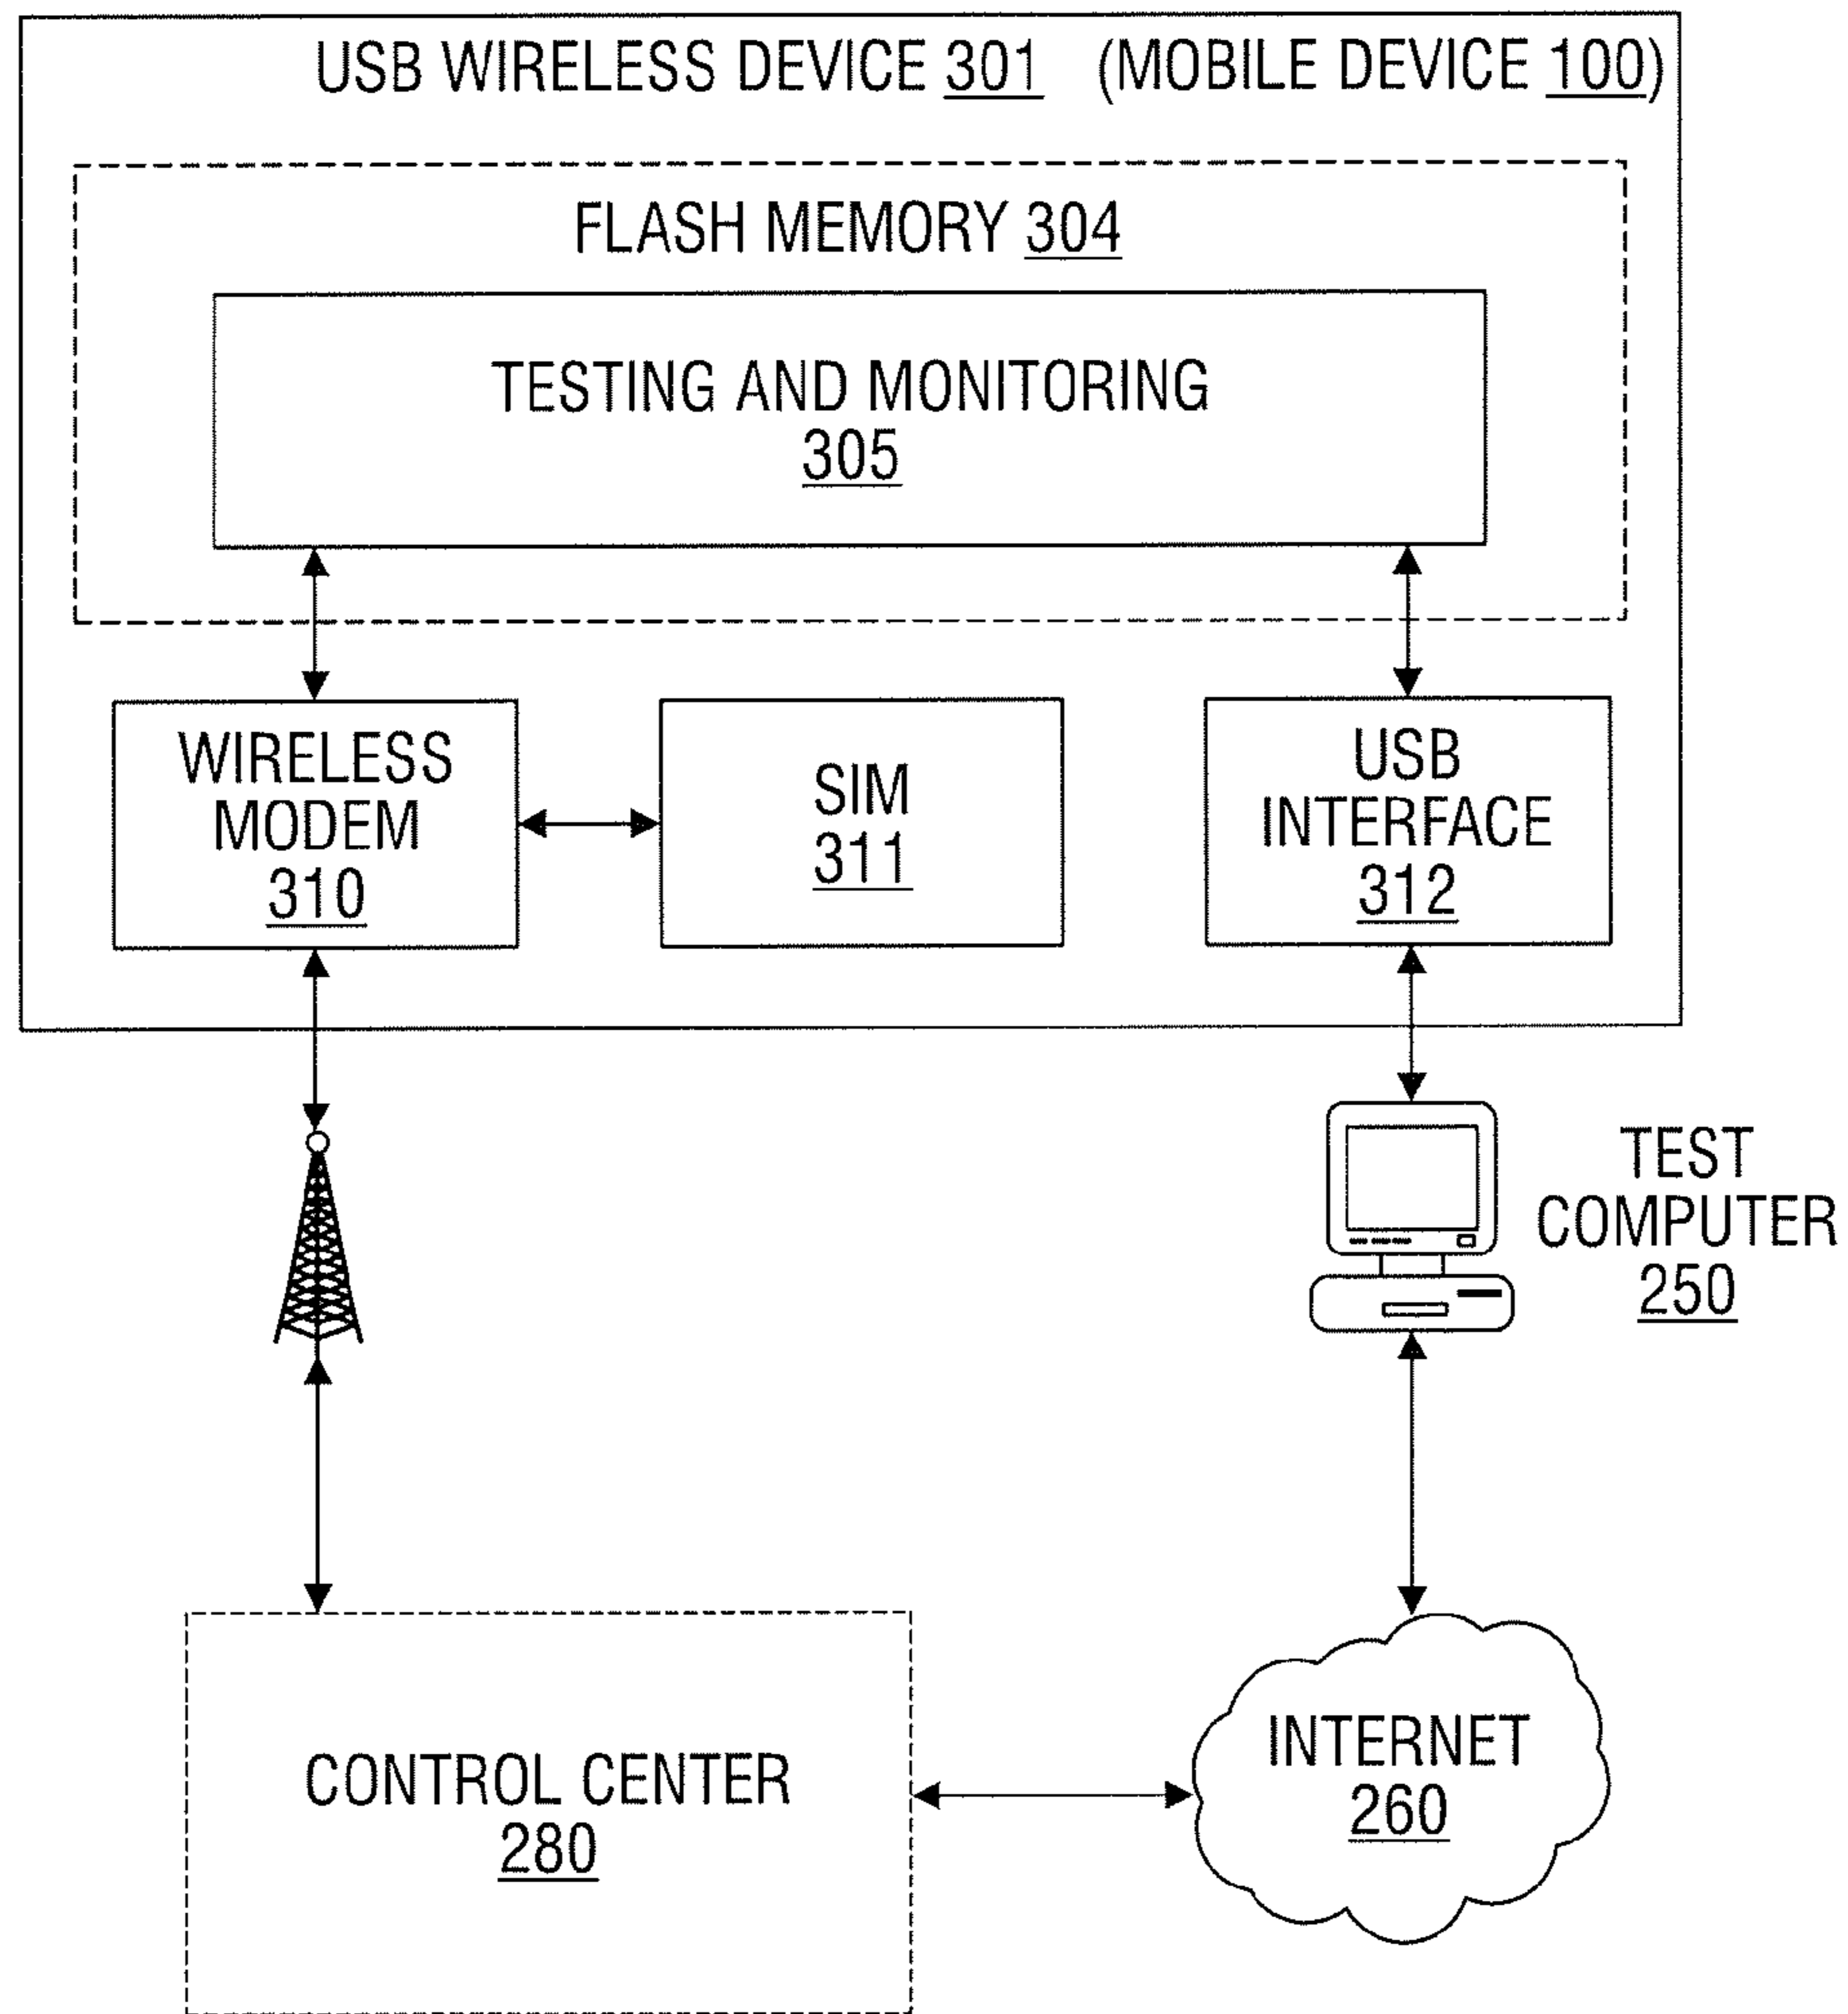 USB WIRELESS DEVICE 301 (MOBILE DEVICE 100)
FLASH MEMORY 304
TESTING AND MONITORING
305
WIRELESS
MODEM
310
SIM
311
USB
INTERFACE
312
TEST
COMPUTER
250
CONTROL CENTER
280
INTERNET
260